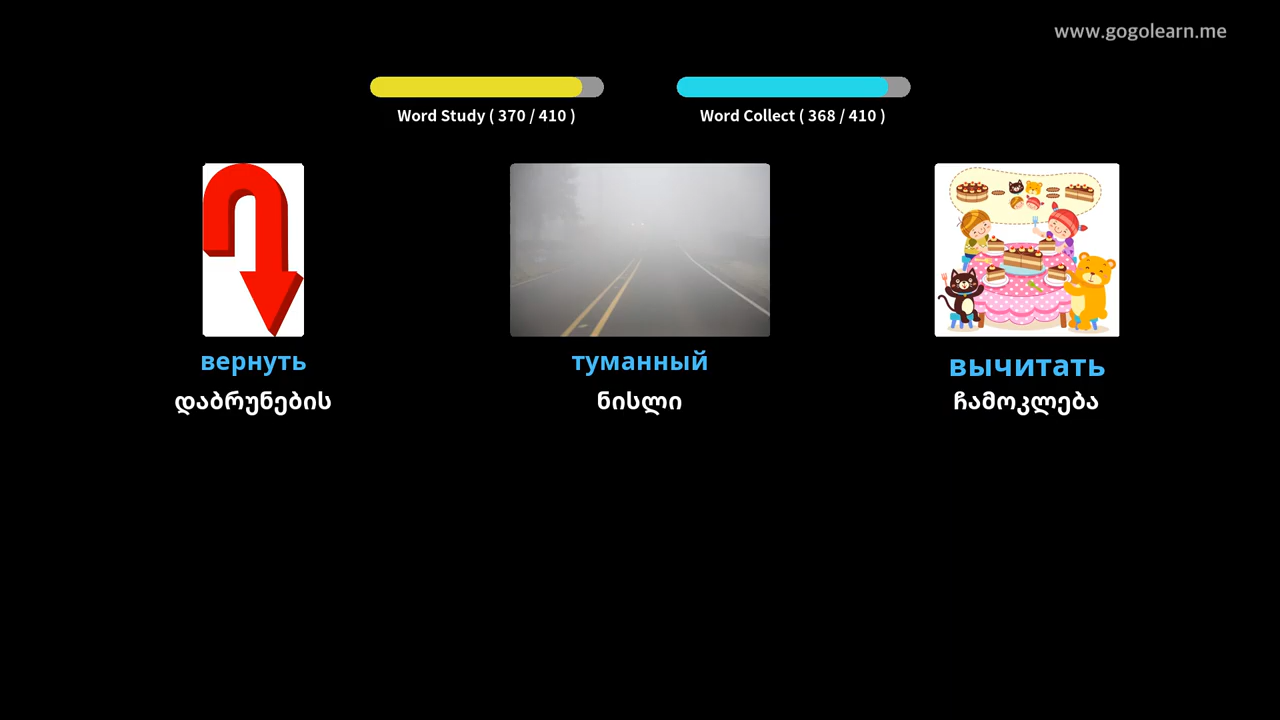 www.gogolearn.me
Word Study ( 370 / 410 )
Word Collect ( 368 / 410 )
вернуть
туманный
вычитать
დაბრუნების
ნისლი
ჩამოკლება